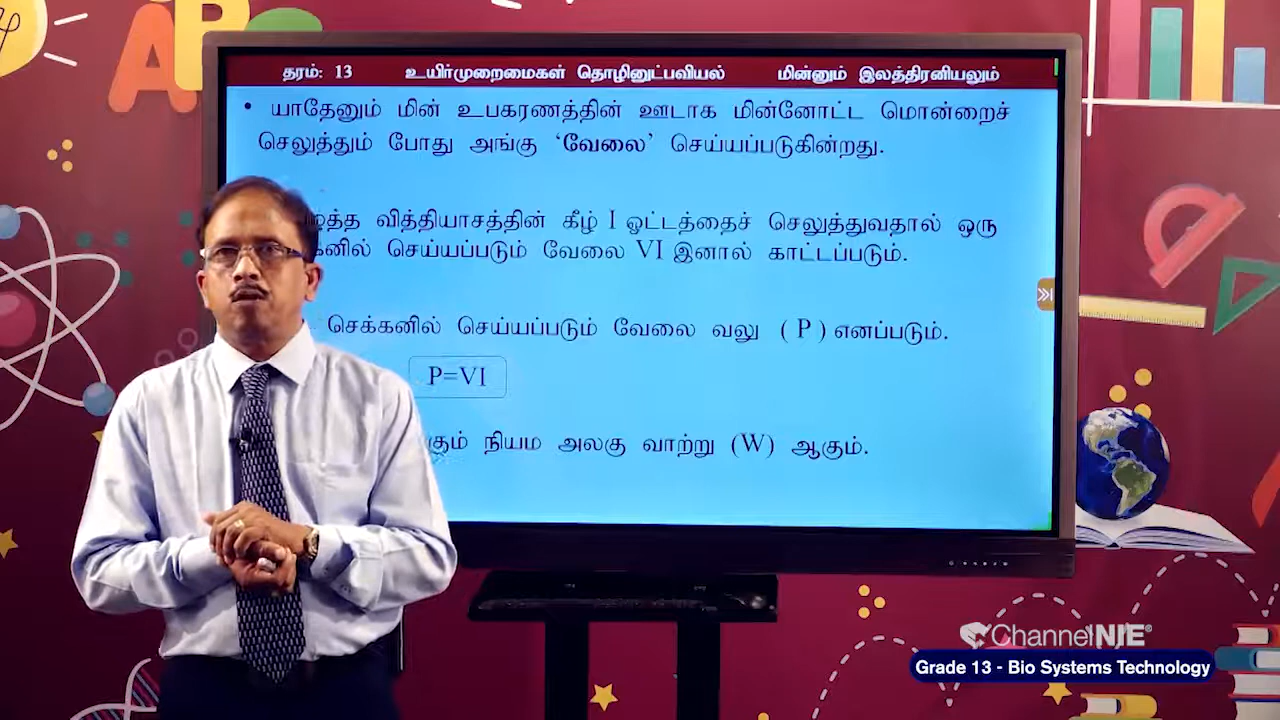 தரம்: 13 உயிர்முறைமைகள் தொழினுட்பவியல் மின்னும் இலத்திரனியலும்
• யாதேனும் மின் உபகரணத்தின் ஊடாக மின்னோட்ட மொன்றைச்
செலுத்தும் போது அங்கு ‘வேலை’ செய்யப்படுகின்றது.
வித்தியாசத்தின் கீழ் I ஓட்டத்தைச் செலுத்துவதால் ஒரு
செய்யப்படும் வேலை VI இனால் காட்டப்படும்.
செக்கனில் செய்யப்படும் வேலை வலு ( P ) எனப்படும்.
P=VI
நியம அலகு வாற்று (W) ஆகும்.
Channel NIE®
Grade 13 - Bio Systems Technology